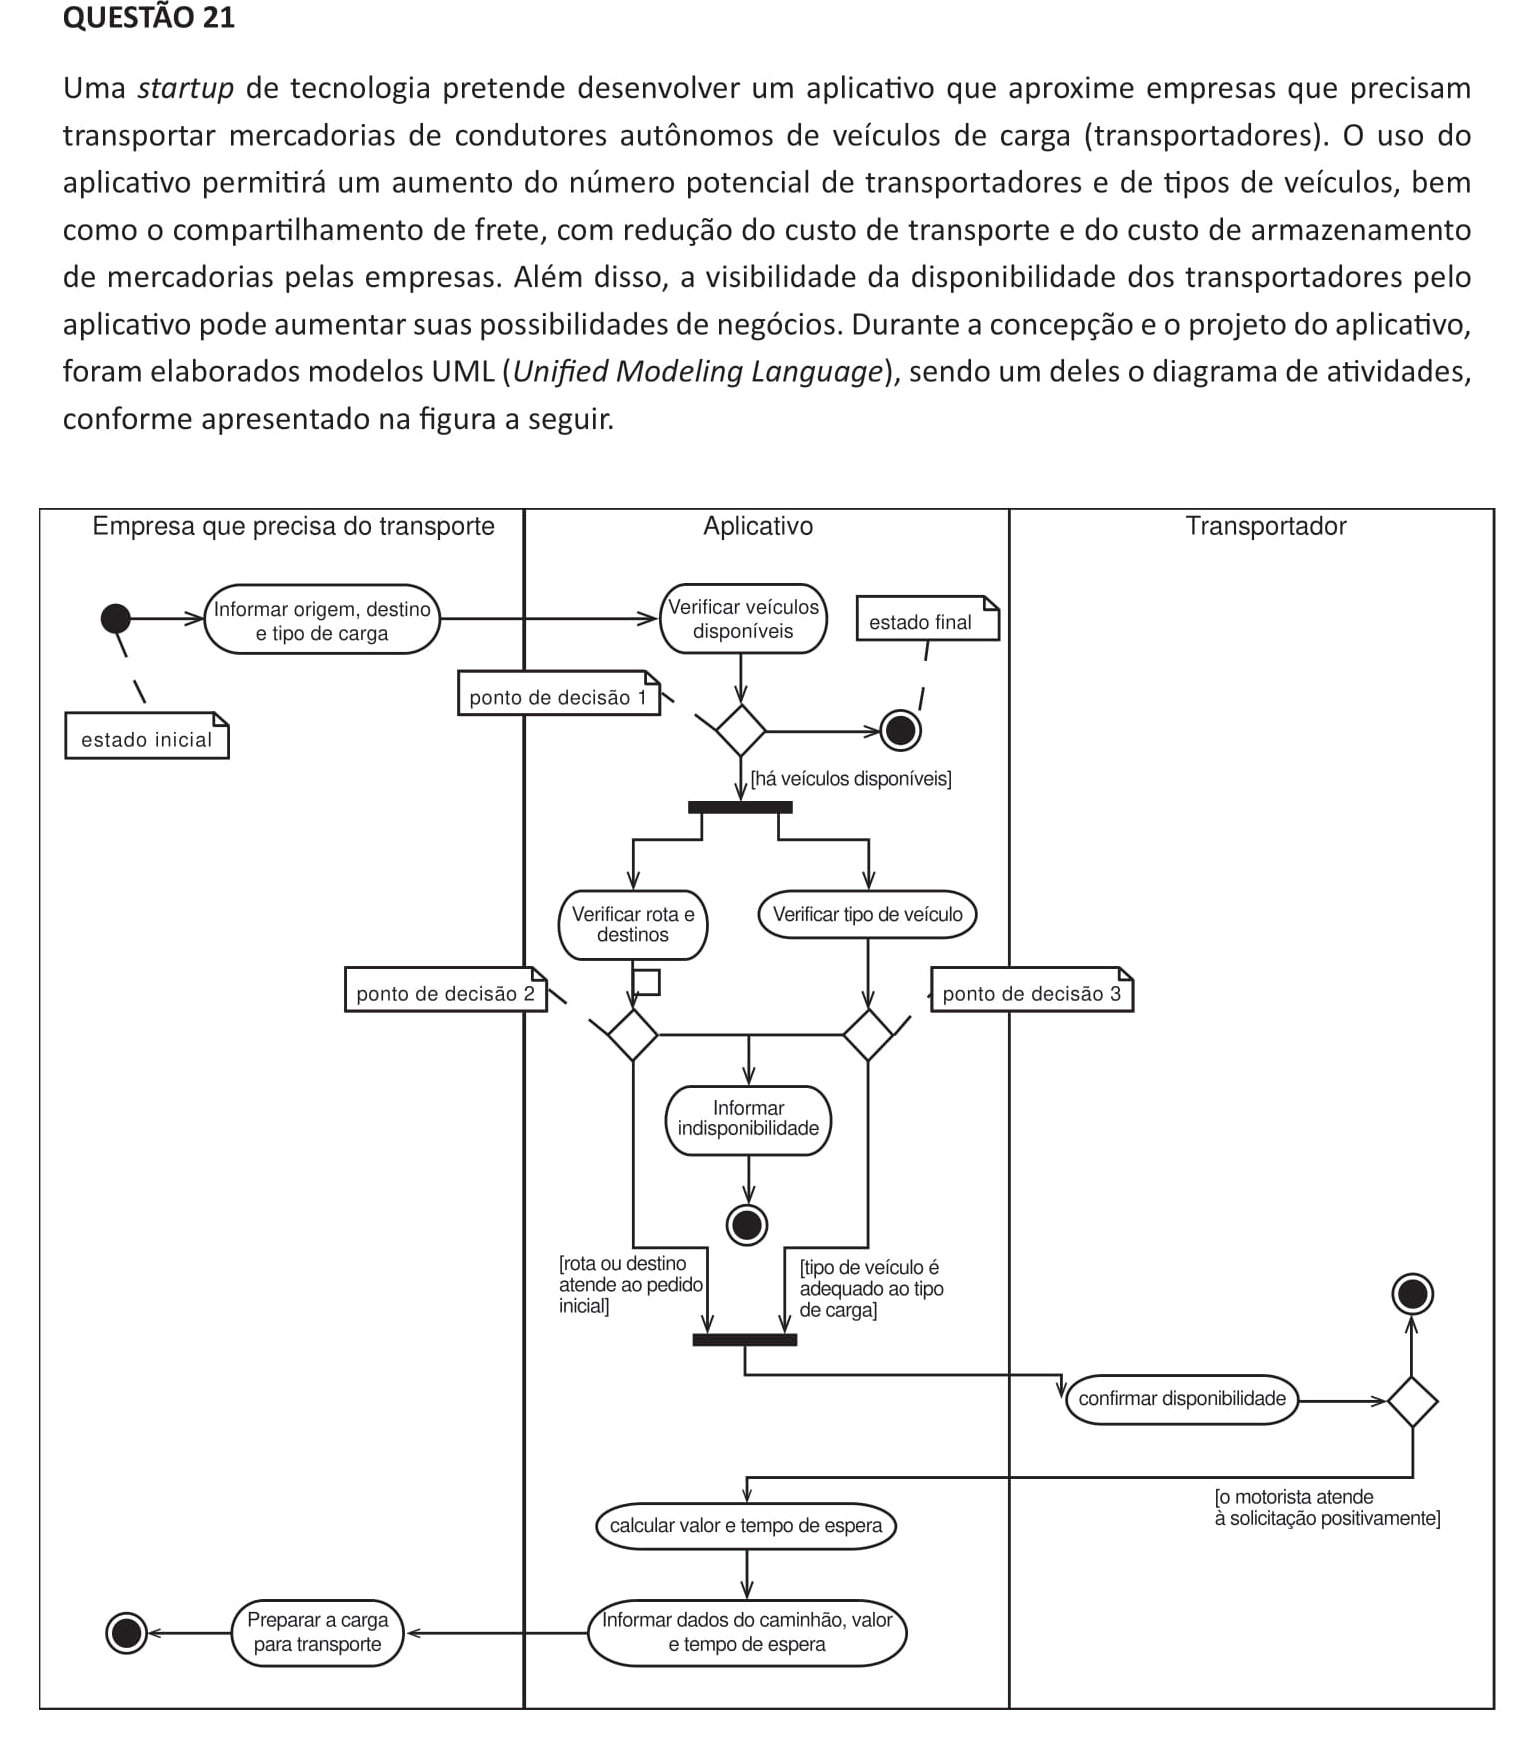 QUESTÃO 21
Uma startup de tecnologia pretende desenvolver um aplicativo que aproxime empresas que precisam
transportar mercadorias de condutores autônomos de veículos de carga (transportadores). O uso do
aplicativo permitirá um aumento do número potencial de transportadores e de tipos de veículos, bem
como o compartilhamento de frete, com redução do custo de transporte e do custo de armazenamento
de mercadorias pelas empresas. Além disso, a visibilidade da disponibilidade dos transportadores pelo
aplicativo pode aumentar suas possibilidades de negócios. Durante a concepção e o projeto do aplicativo,
foram elaborados modelos UML (Unified Modeling Language), sendo um deles o diagrama de atividades,
conforme apresentado na figura a seguir.
Empresa que precisa do transporte
Aplicativo
Transportador
Informar origem, destino
e tipo de carga
Verificar veículos
disponíveis
estado final
ponto de decisão 1
estado inicial
[há veículos disponíveis]
Verificar rota e
destinos
Verificar tipo de veículo
ponto de decisão 2
ponto de decisão 3
Informar
indisponibilidade
[rota ou destino
atende ao pedido
inicial]
[tipo de veículo é
adequado ao tipo
de carga]
confirmar disponibilidade
[o motorista atende
à solicitação positivamente]
calcular valor e tempo de espera
Informar dados do caminhão, valor
e tempo de espera
Preparar a carga
para transporte